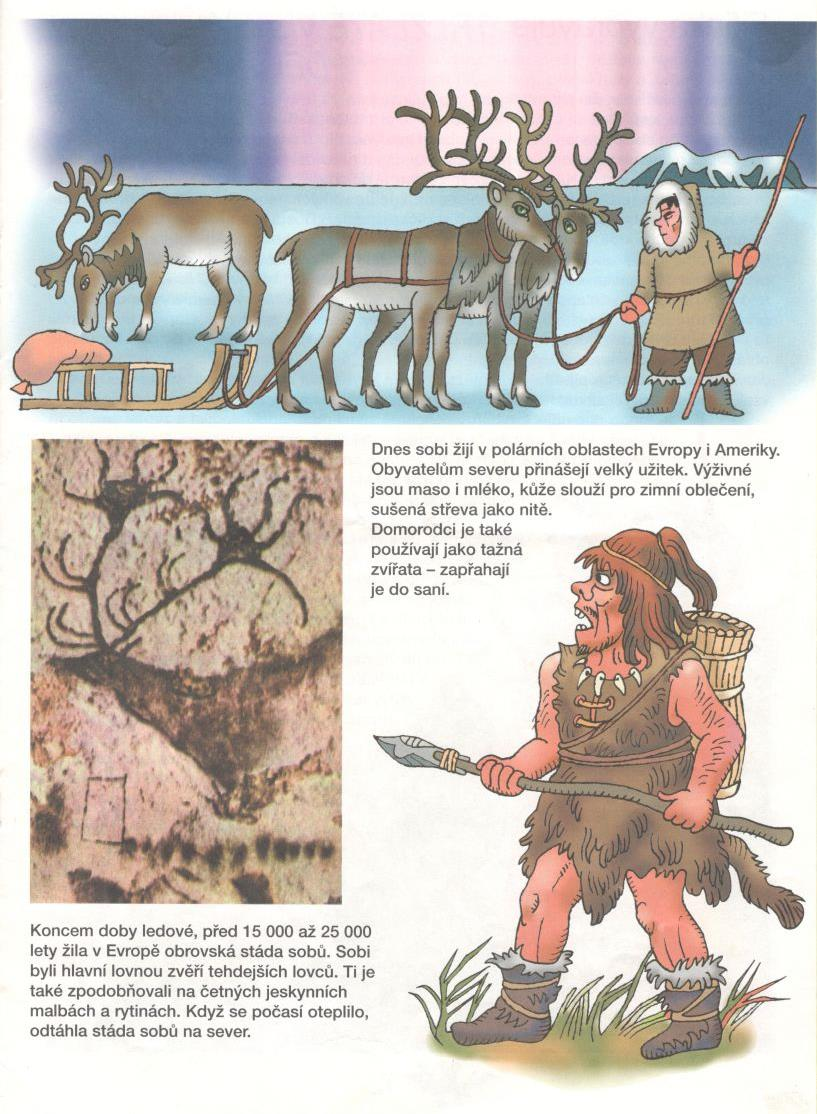 Dnes sobi žijí v polárních oblastech Evropy i Ameriky.
Obyvatelům severu přinášejí velký užitek. Výživné
jsou maso i mléko, kůže slouží pro zimní oblečení,
sušená střeva jako nitě.
Domorodci je také
používají jako tažná
zvířata – zapřahají
je do saní.
Koncem doby ledové, před 15 000 až 25 000
lety žila v Evropě obrovská stáda sobů. Sobi
byli hlavní lovnou zvěří tehdejších lovců. Ti je
také zpodobňovali na četných jeskynních
malbách a rytinách. Když se počasí oteplilo,
odtáhla stáda sobů na sever.